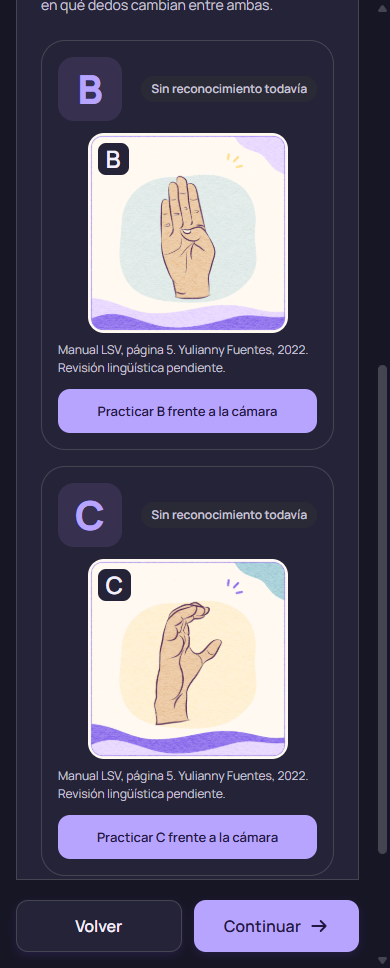 en qué dedos cambian entre ambas.
B
Sin reconocimiento todavía
B
Manual LSV, página 5. Yulianny Fuentes, 2022.
Revisión lingüística pendiente.
Practicar B frente a la cámara
C
Sin reconocimiento todavía
C
Manual LSV, página 5. Yulianny Fuentes, 2022.
Revisión lingüística pendiente.
Practicar C frente a la cámara
Volver
Continuar →